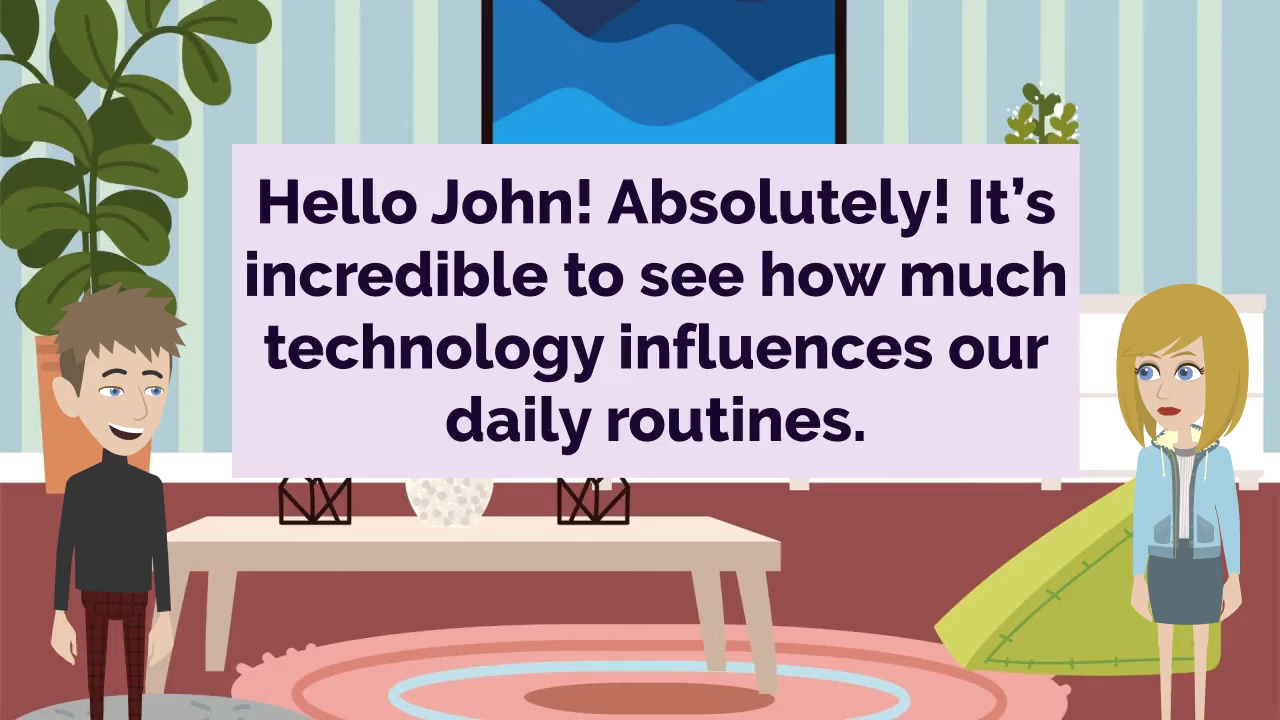 Hello John! Absolutely! It’s
incredible to see how much
technology influences our
daily routines.